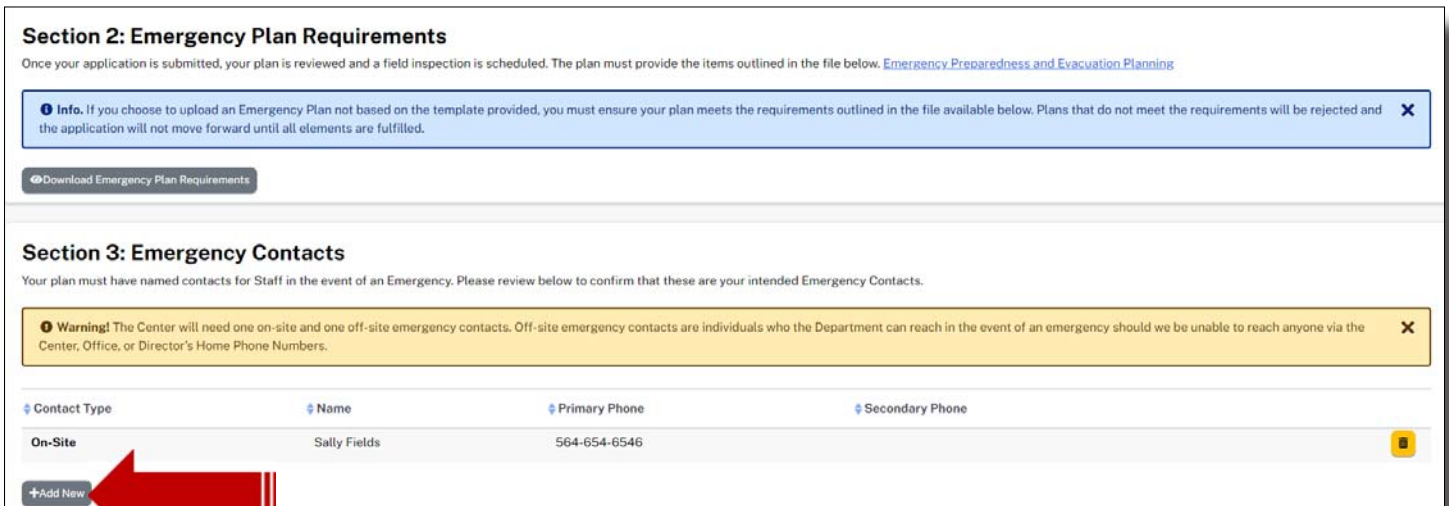 Section 2: Emergency Plan Requirements
Once your application is submitted, your plan is reviewed and a field inspection is scheduled. The plan must provide the items outlined in the file below. Emergency Preparedness and Evacuation Planning
Info. If you choose to upload an Emergency Plan not based on the template provided, you must ensure your plan meets the requirements outlined in the file available below. Plans that do not meet the requirements will be rejected and
the application will not move forward until all elements are fulfilled.
Download Emergency Plan Requirements
Section 3: Emergency Contacts
Your plan must have named contacts for Staff in the event of an Emergency. Please review below to confirm that these are your intended Emergency Contacts.
Warning! The Center will need one on-site and one off-site emergency contacts. Off-site emergency contacts are individuals who the Department can reach in the event of an emergency should we be unable to reach anyone via the
Center, Office, or Director's Home Phone Numbers.
Contact Type Name Primary Phone Secondary Phone
On-Site Sally Fields 564-654-6546
+Add New